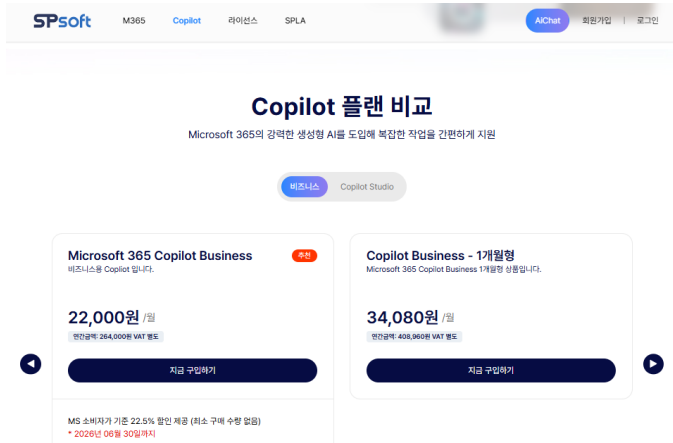 SPsoft
M365
Copilot
라이선스
SPLA
AiChat
회원가입
|
로그인
Copilot 플랜 비교
Microsoft 365의 강력한 생성형 AI를 도입해 복잡한 작업을 간편하게 지원
비즈니스
Copilot Studio
Microsoft 365 Copilot Business
추천
비즈니스용 Copliot 입니다.
22,000원 /월
연간금액: 264,000원 VAT 별도
지금 구입하기
MS 소비자가 기준 22.5% 할인 제공 (최소 구매 수량 없음)
* 2026년 06월 30일까지
Copilot Business - 1개월형
Microsoft 365 Copilot Business 1개월형 상품입니다.
34,080원 /월
연간금액: 408,960원 VAT 별도
지금 구입하기